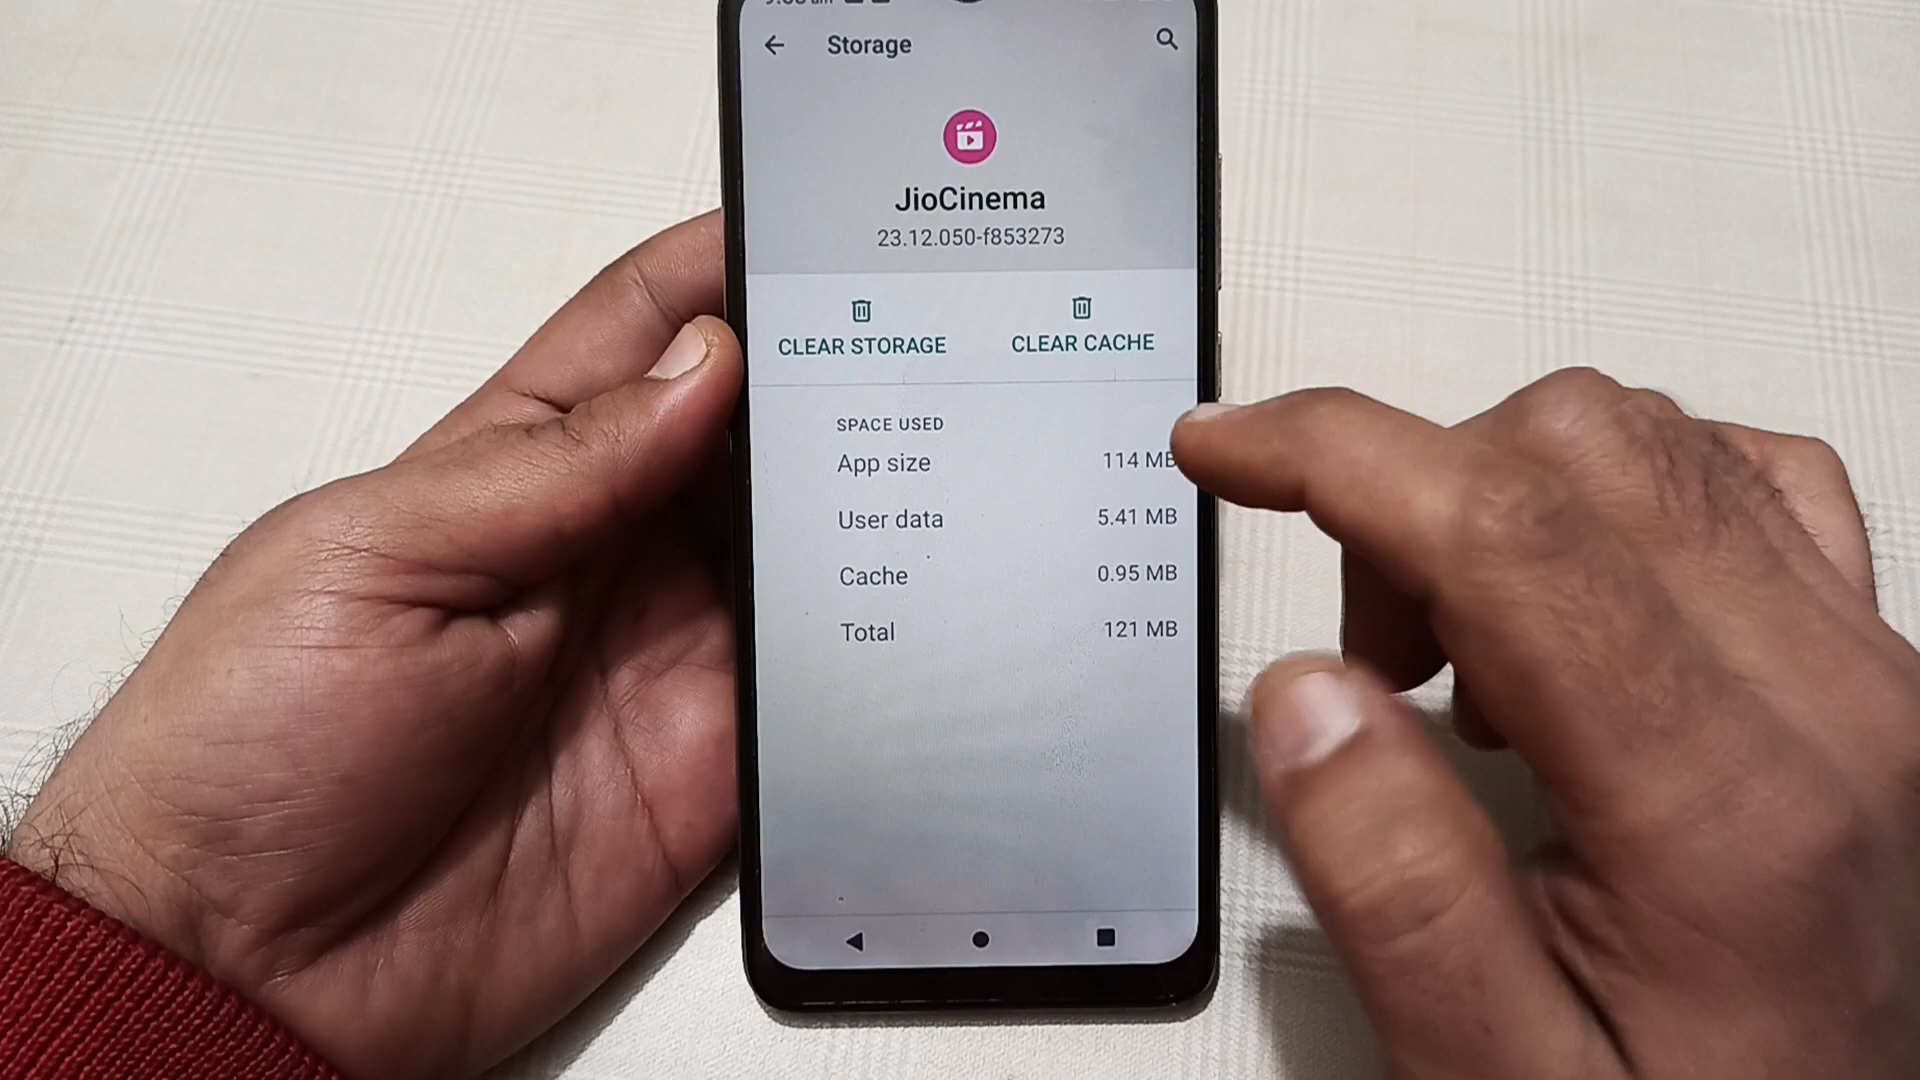 Storage
JioCinema
23.12.050-f853273
CLEAR STORAGE
CLEAR CACHE
SPACE USED
App size 114 MB
User data 5.41 MB
Cache 0.95 MB
Total 121 MB